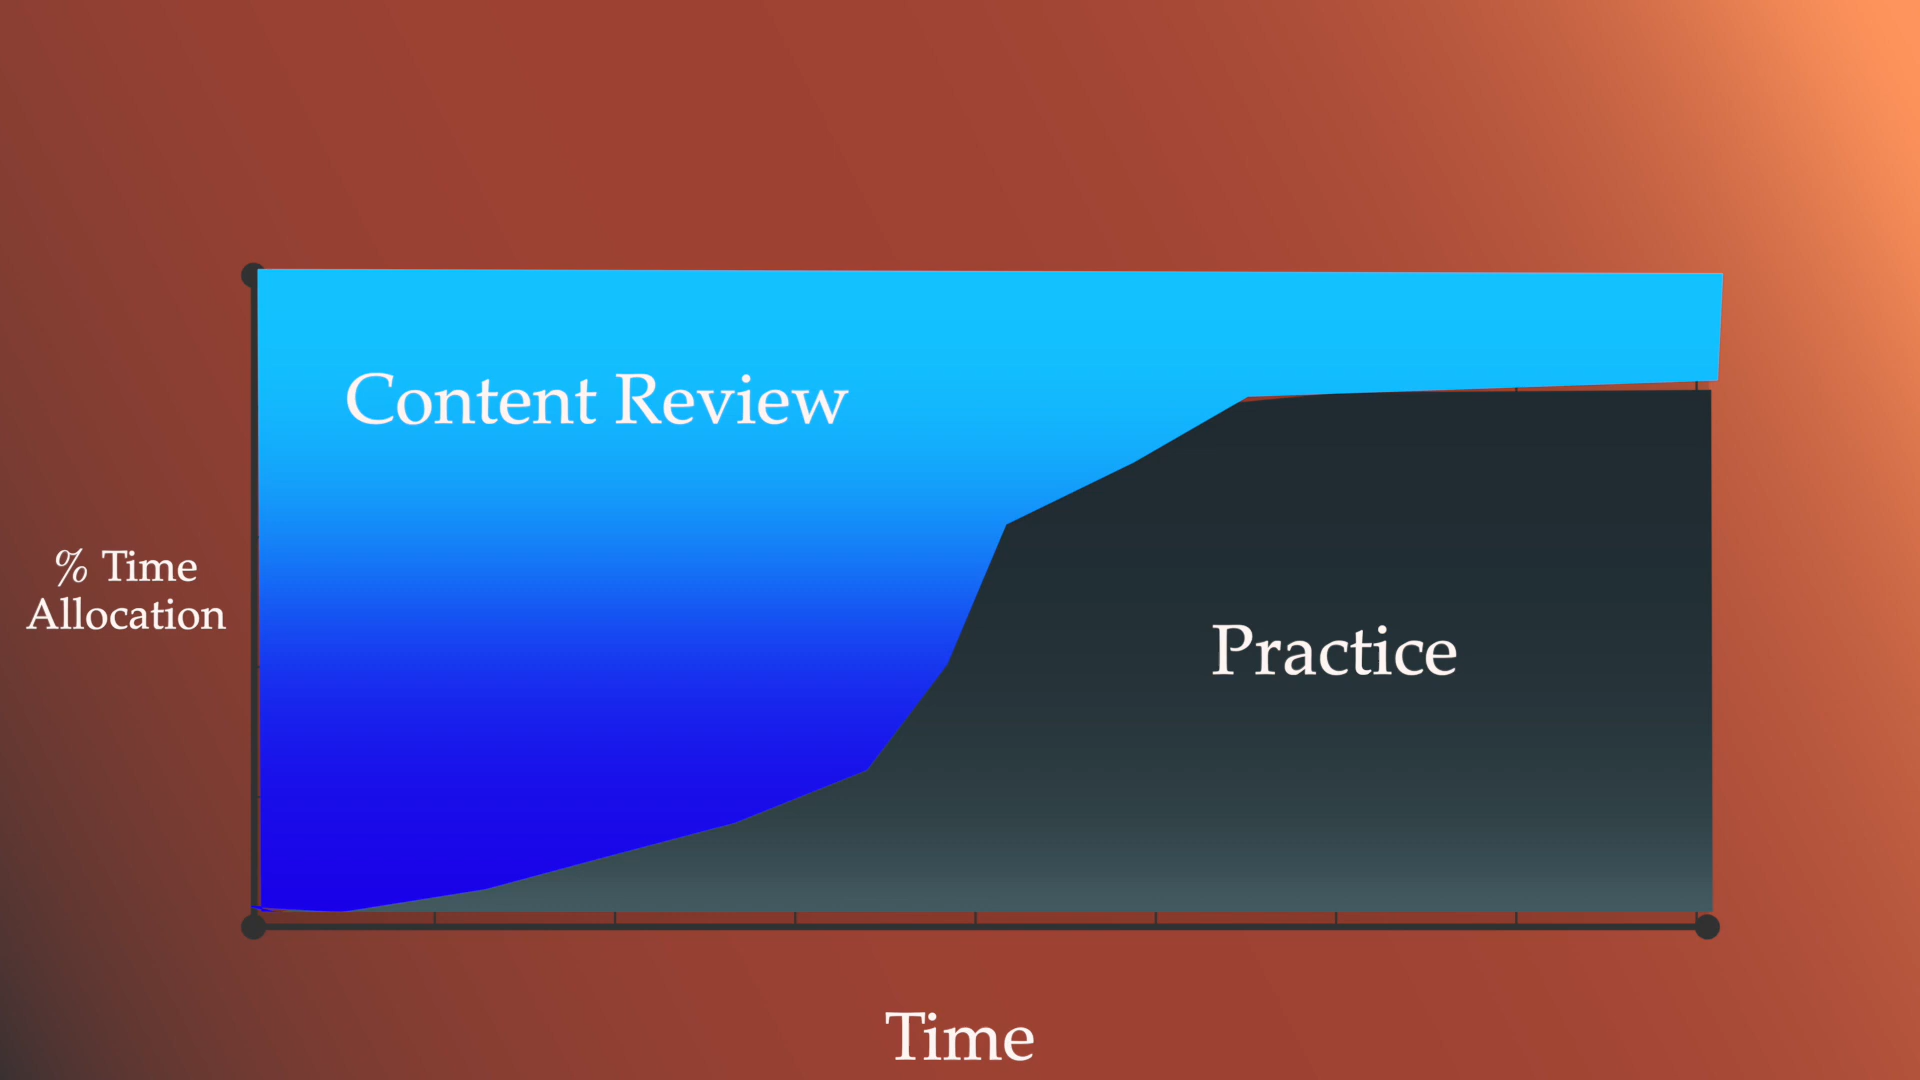 Content Review
% Time
Allocation
Practice
Time